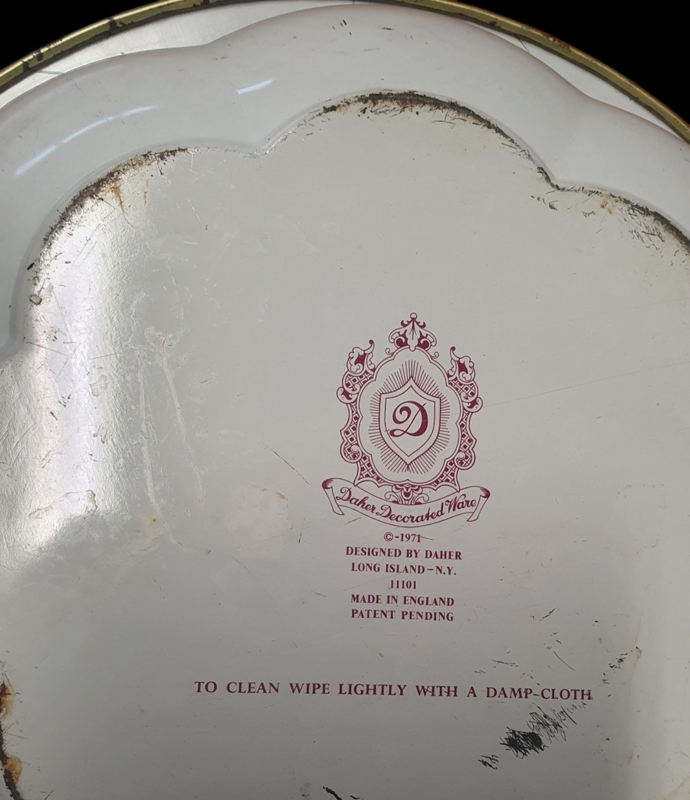 D
Daher Decorated Ware
©-1971
DESIGNED BY DAHER
LONG ISLAND-N.Y.
11101
MADE IN ENGLAND
PATENT PENDING
TO CLEAN WIPE LIGHTLY WITH A DAMP-CLOTH